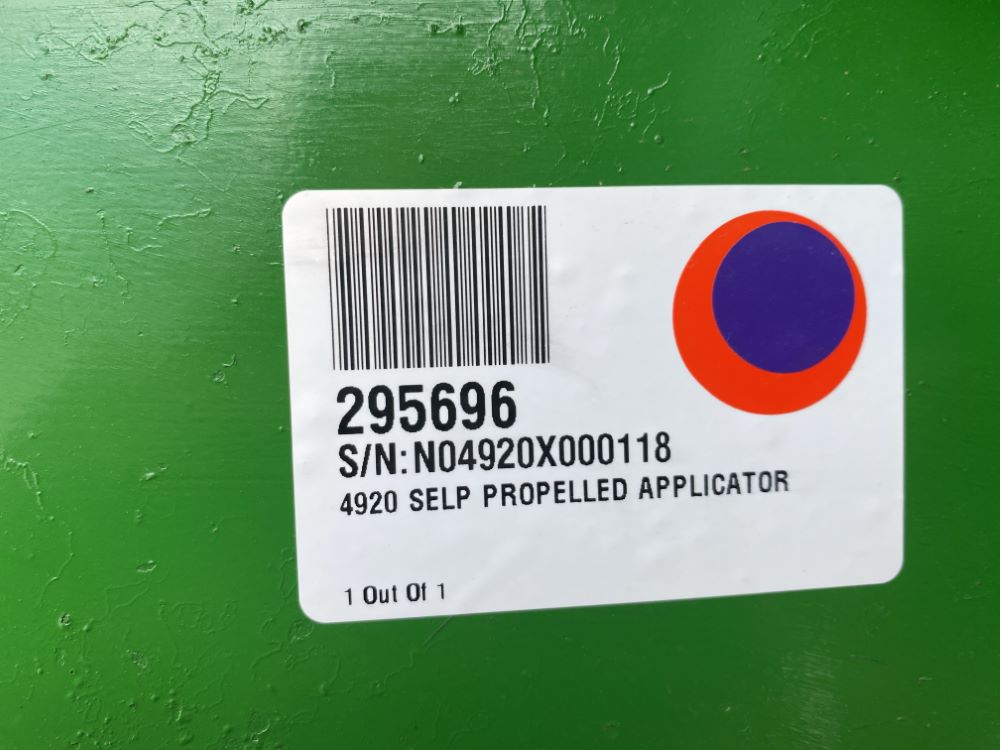 295696
S/N: N04920X000118
4920 SELP PROPELLED APPLICATOR
1 Out Of 1